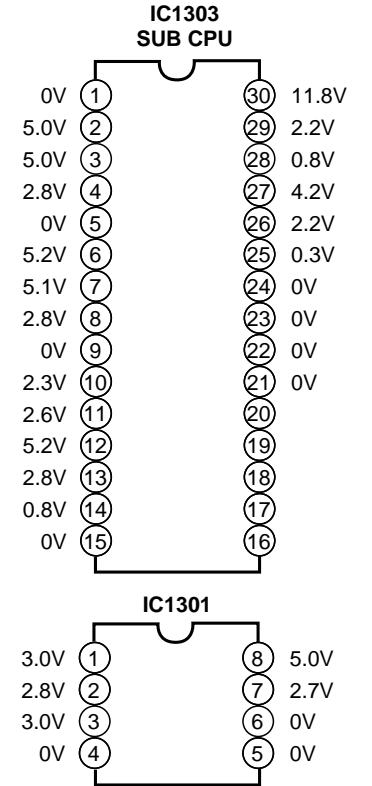 IC1303
SUB CPU
0V 1 30 11.8V
5.0V 2 29 2.2V
5.0V 3 28 0.8V
2.8V 4 27 4.2V
0V 5 26 2.2V
5.2V 6 25 0.3V
5.1V 7 24 0V
2.8V 8 23 0V
0V 9 22 0V
2.3V 10 21 0V
2.6V 11 20
5.2V 12 19
2.8V 13 18
0.8V 14 17
0V 15 16
IC1301
3.0V 1 8 5.0V
2.8V 2 7 2.7V
3.0V 3 6 0V
0V 4 5 0V